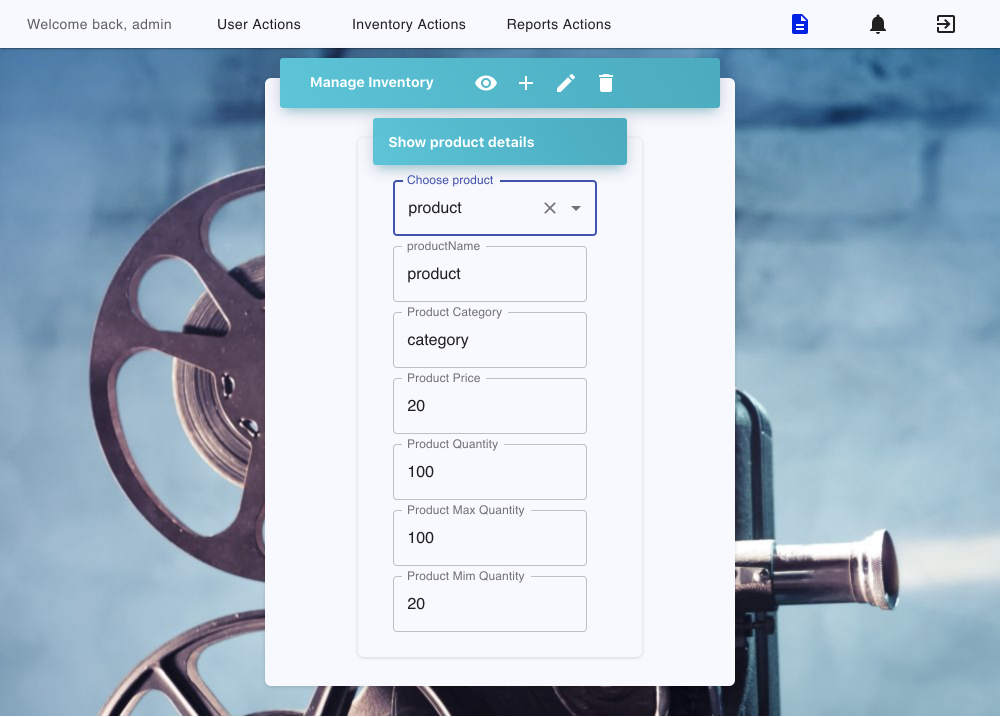 Welcome back, admin
User Actions
Inventory Actions
Reports Actions
Manage Inventory
Show product details
Choose product
product
productName
product
Product Category
category
Product Price
20
Product Quantity
100
Product Max Quantity
100
Product Mim Quantity
20